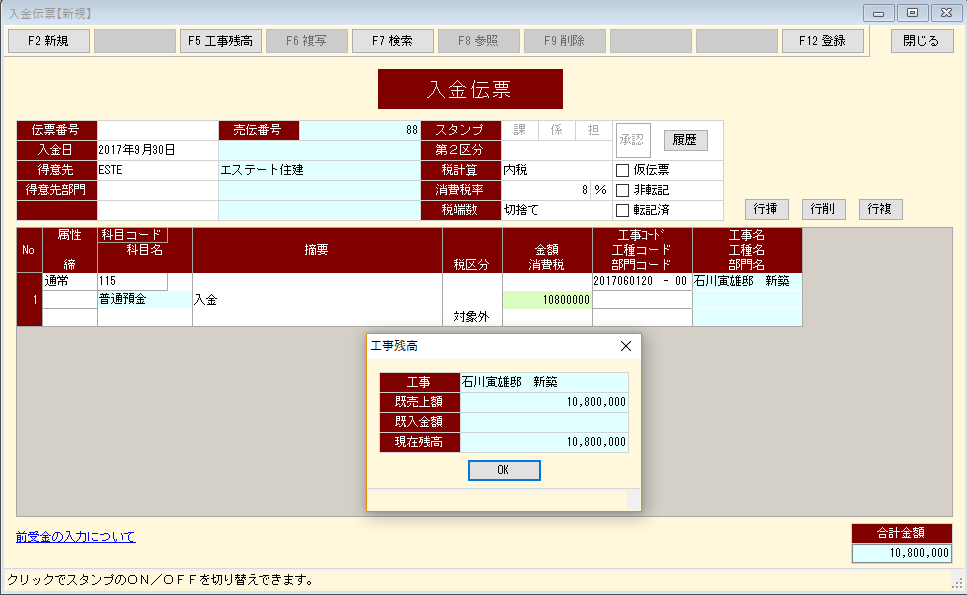 入金伝票【新規】
F2 新規 F5 工事残高 F6 複写 F7 検索 F8 参照 F9 削除 F12 登録 閉じる
入金伝票
伝票番号 売伝番号 88 スタンプ 課 係 担 承認 履歴
入金日 2017年9月30日 第2区分
得意先 ESTE エステート住建 税計算 内税 仮伝票
得意先部門 消費税率 8 % 非転記
税端数 切捨て 転記済 行挿 行削 行複
No 属性 科目コード 摘要 税区分 金額 工事コード 工事名
科目名 消費税 工種コード 工種名
締 部門コード 部門名
1 通常 115 2017060120 - 00 石川寅雄邸 新築
普通預金 入金 10800000
対象外
工事残高
工事 石川寅雄邸 新築
既売上額 10,800,000
既入金額
現在残高 10,800,000
OK
前受金の入力について
合計金額
10,800,000
クリックでスタンプのON/OFFを切り替えできます。